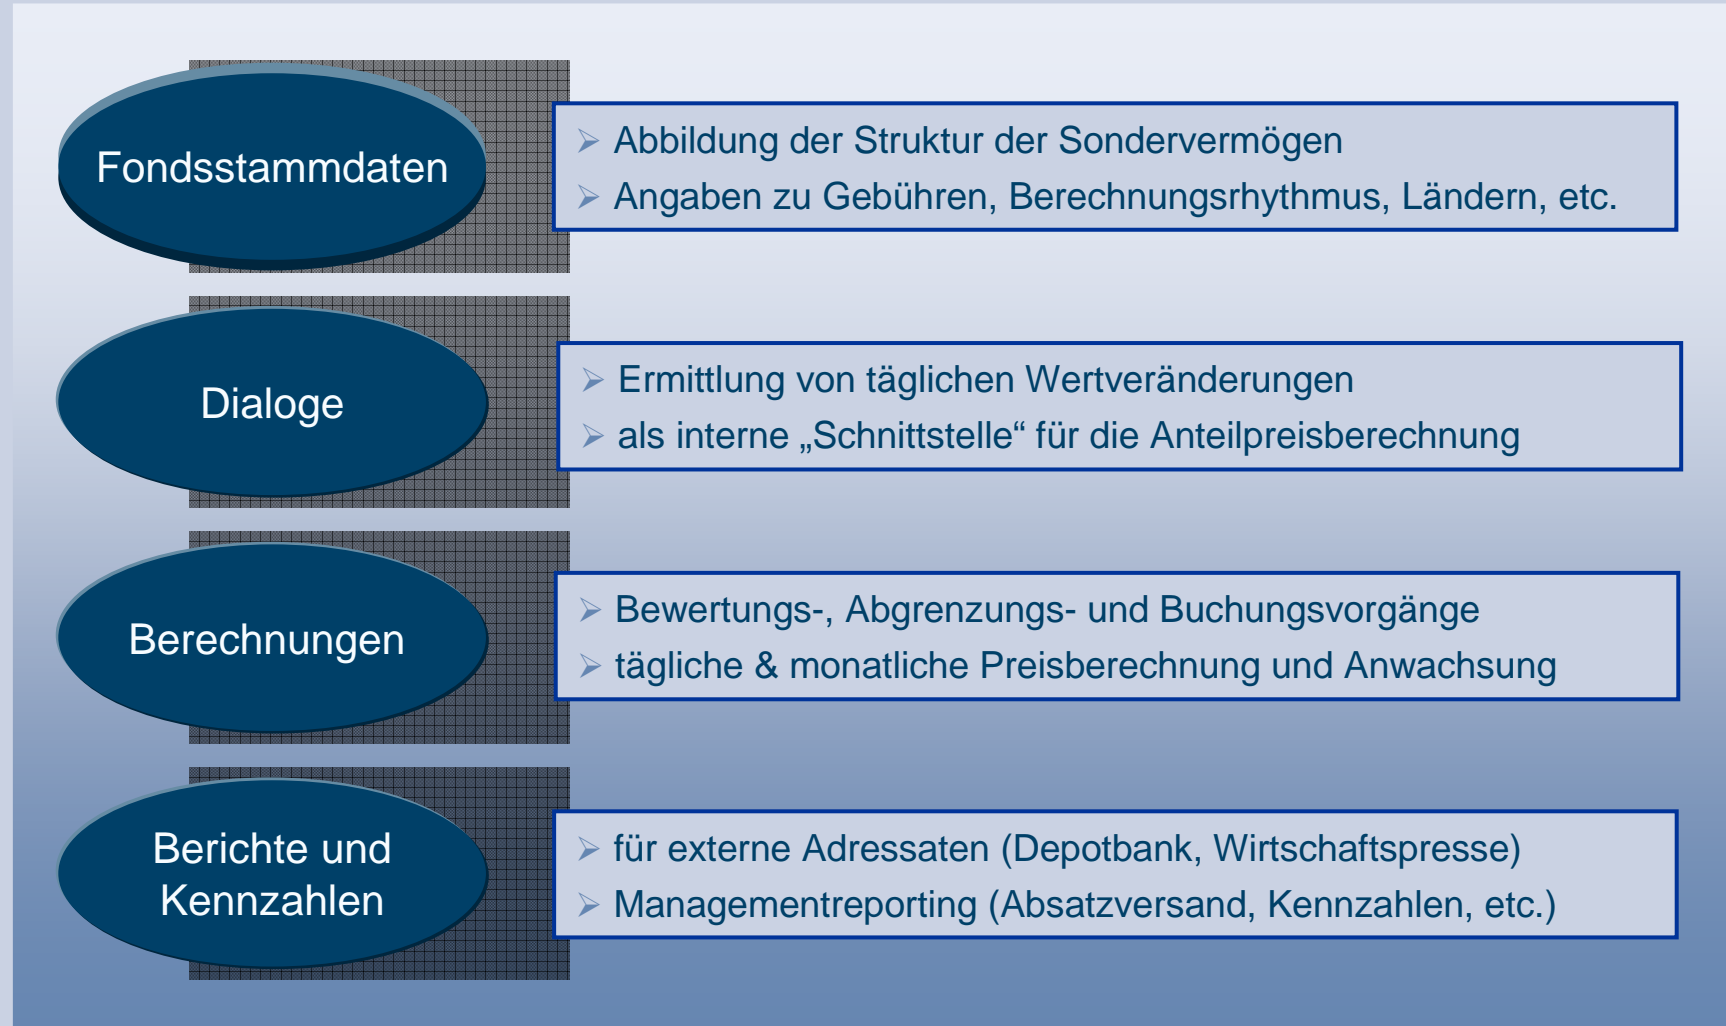 Fondsstammdaten
➢ Abbildung der Struktur der Sondervermögen
➢ Angaben zu Gebühren, Berechnungsrhythmus, Ländern, etc.
Dialoge
➢ Ermittlung von täglichen Wertveränderungen
➢ als interne „Schnittstelle“ für die Anteilpreisberechnung
Berechnungen
➢ Bewertungs-, Abgrenzungs- und Buchungsvorgänge
➢ tägliche & monatliche Preisberechnung und Anwachsung
Berichte und
Kennzahlen
➢ für externe Adressaten (Depotbank, Wirtschaftspresse)
➢ Managementreporting (Absatzversand, Kennzahlen, etc.)